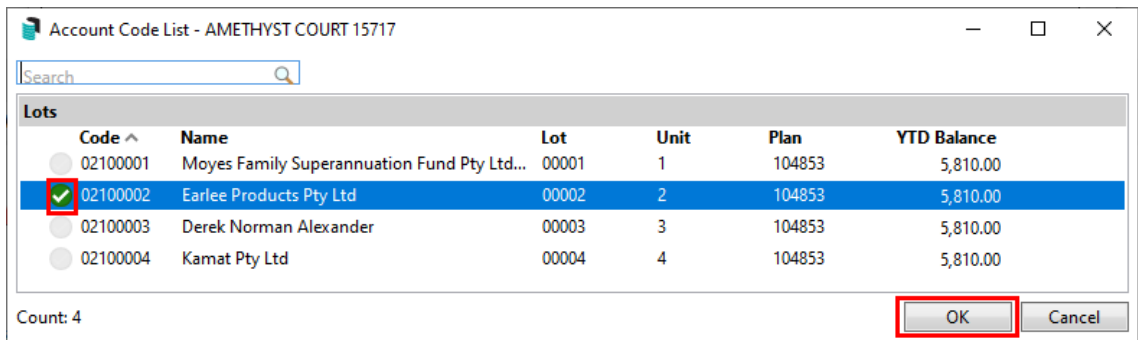 Account Code List - AMETHYST COURT 15717
Search
Lots
Code Name Lot Unit Plan YTD Balance
02100001 Moyes Family Superannuation Fund Pty Ltd... 00001 1 104853 5,810.00
02100002 Earlee Products Pty Ltd 00002 2 104853 5,810.00
02100003 Derek Norman Alexander 00003 3 104853 5,810.00
02100004 Kamat Pty Ltd 00004 4 104853 5,810.00
Count: 4 OK Cancel